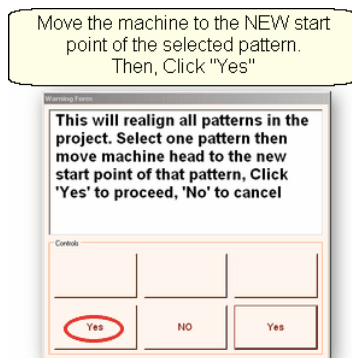 Move the machine to the NEW start
point of the selected pattern.
Then, Click "Yes"
Warning Form
This will realign all patterns in the
project. Select one pattern then
move machine head to the new
start point of that pattern, Click
'Yes' to proceed, 'No' to cancel
Controls
Yes NO Yes